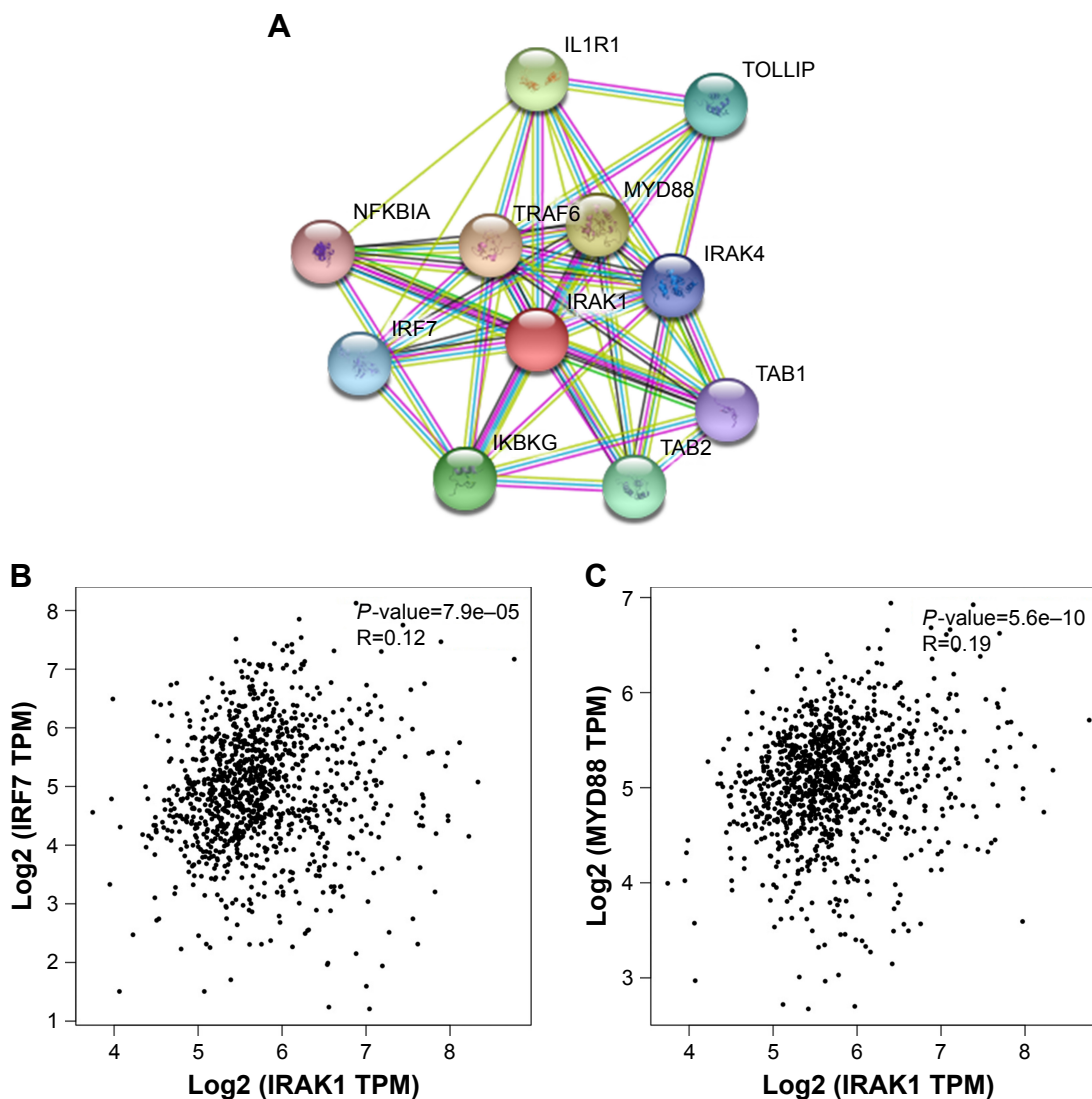 A
IL1R1
TOLLIP
MYD88
NFKBIA
TRAF6
IRAK4
IRAK1
IRF7
TAB1
IKBKG
TAB2
B
P-value=7.9e–05
R=0.12
Log2 (IRF7 TPM)
8
7
6
5
4
3
2
1
4 5 6 7 8
Log2 (IRAK1 TPM)
C
P-value=5.6e–10
R=0.19
Log2 (MYD88 TPM)
7
6
5
4
3
4 5 6 7 8
Log2 (IRAK1 TPM)